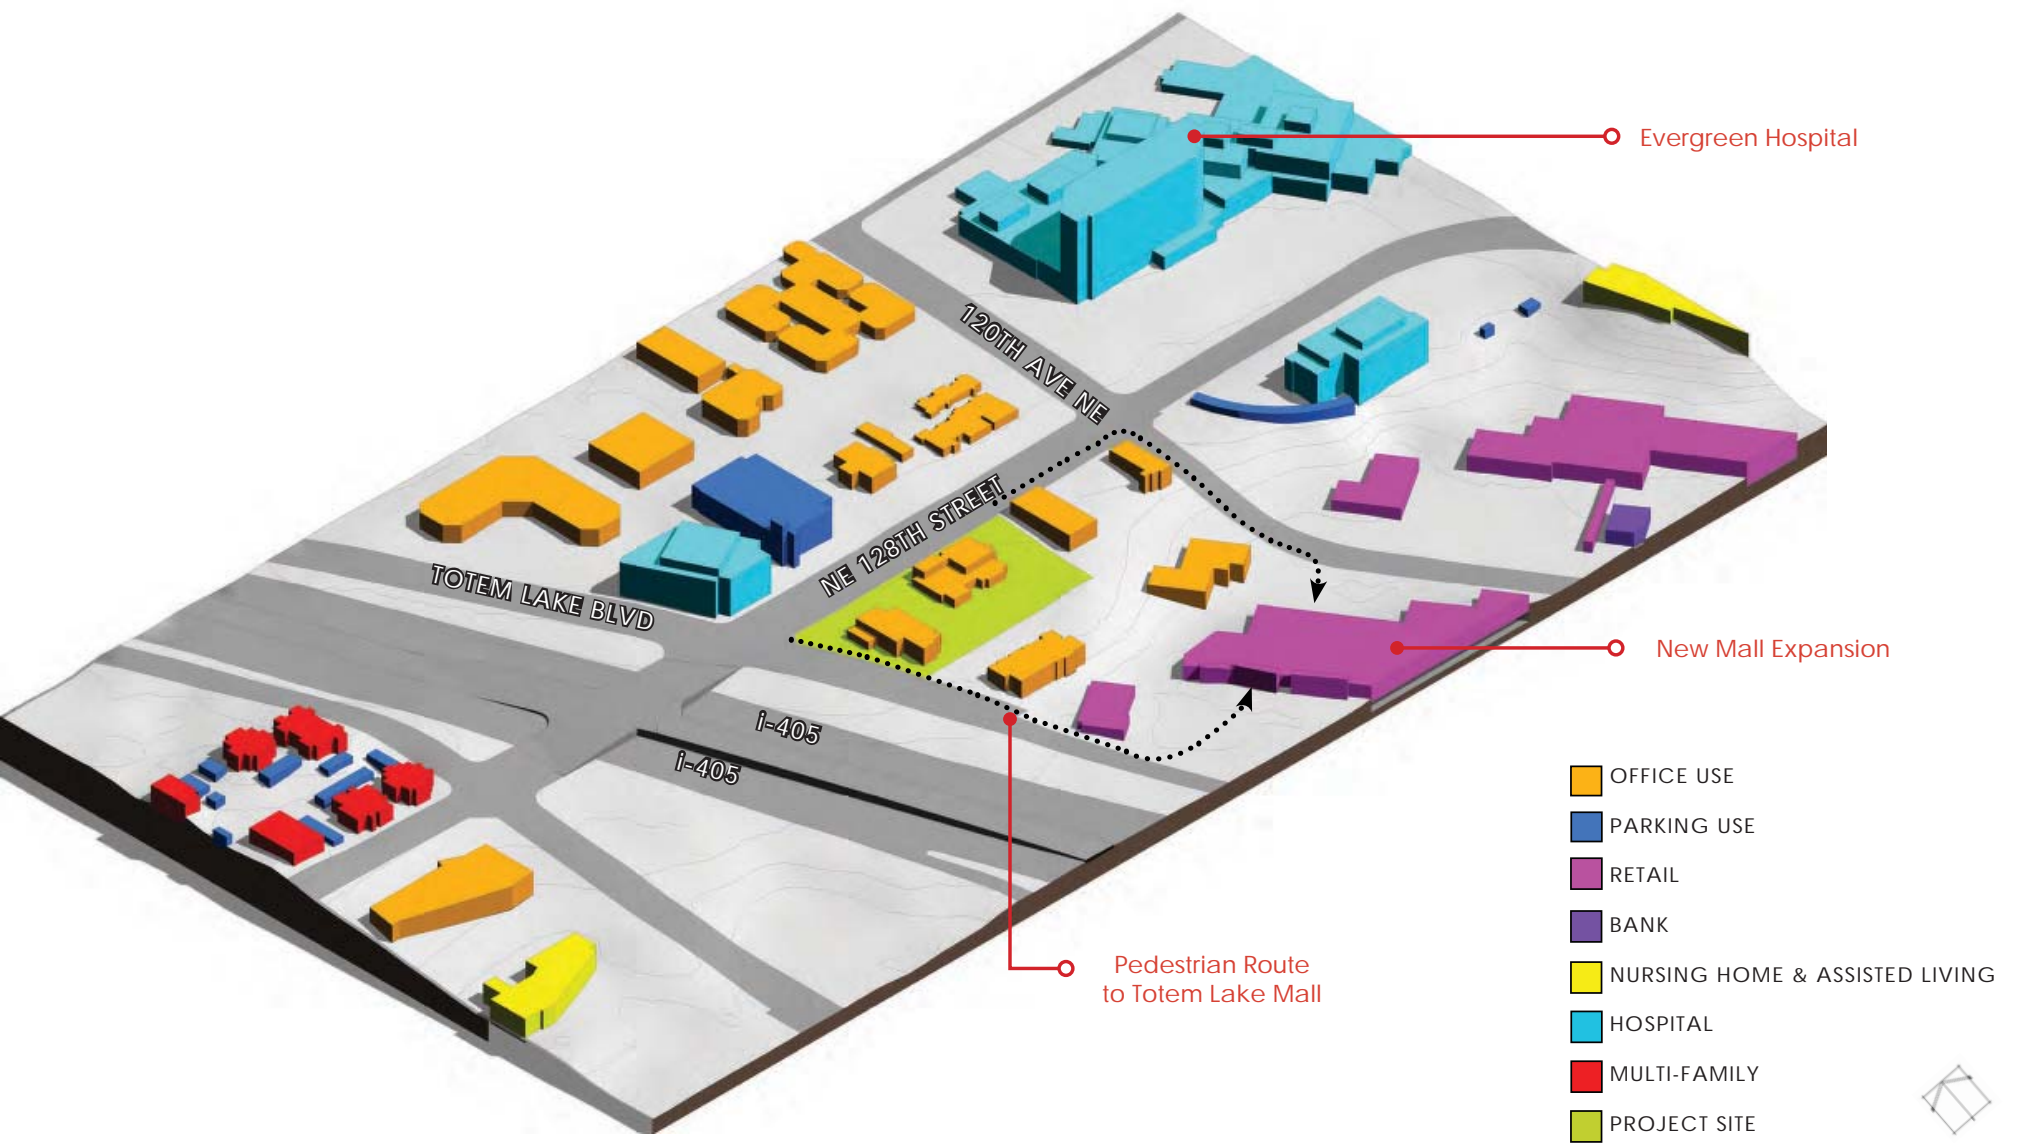 Evergreen Hospital
120TH AVE NE
NE 128TH STREET
TOTEM LAKE BLVD
New Mall Expansion
i-405
i-405
Pedestrian Route
to Totem Lake Mall
OFFICE USE
PARKING USE
RETAIL
BANK
NURSING HOME & ASSISTED LIVING
HOSPITAL
MULTI-FAMILY
PROJECT SITE